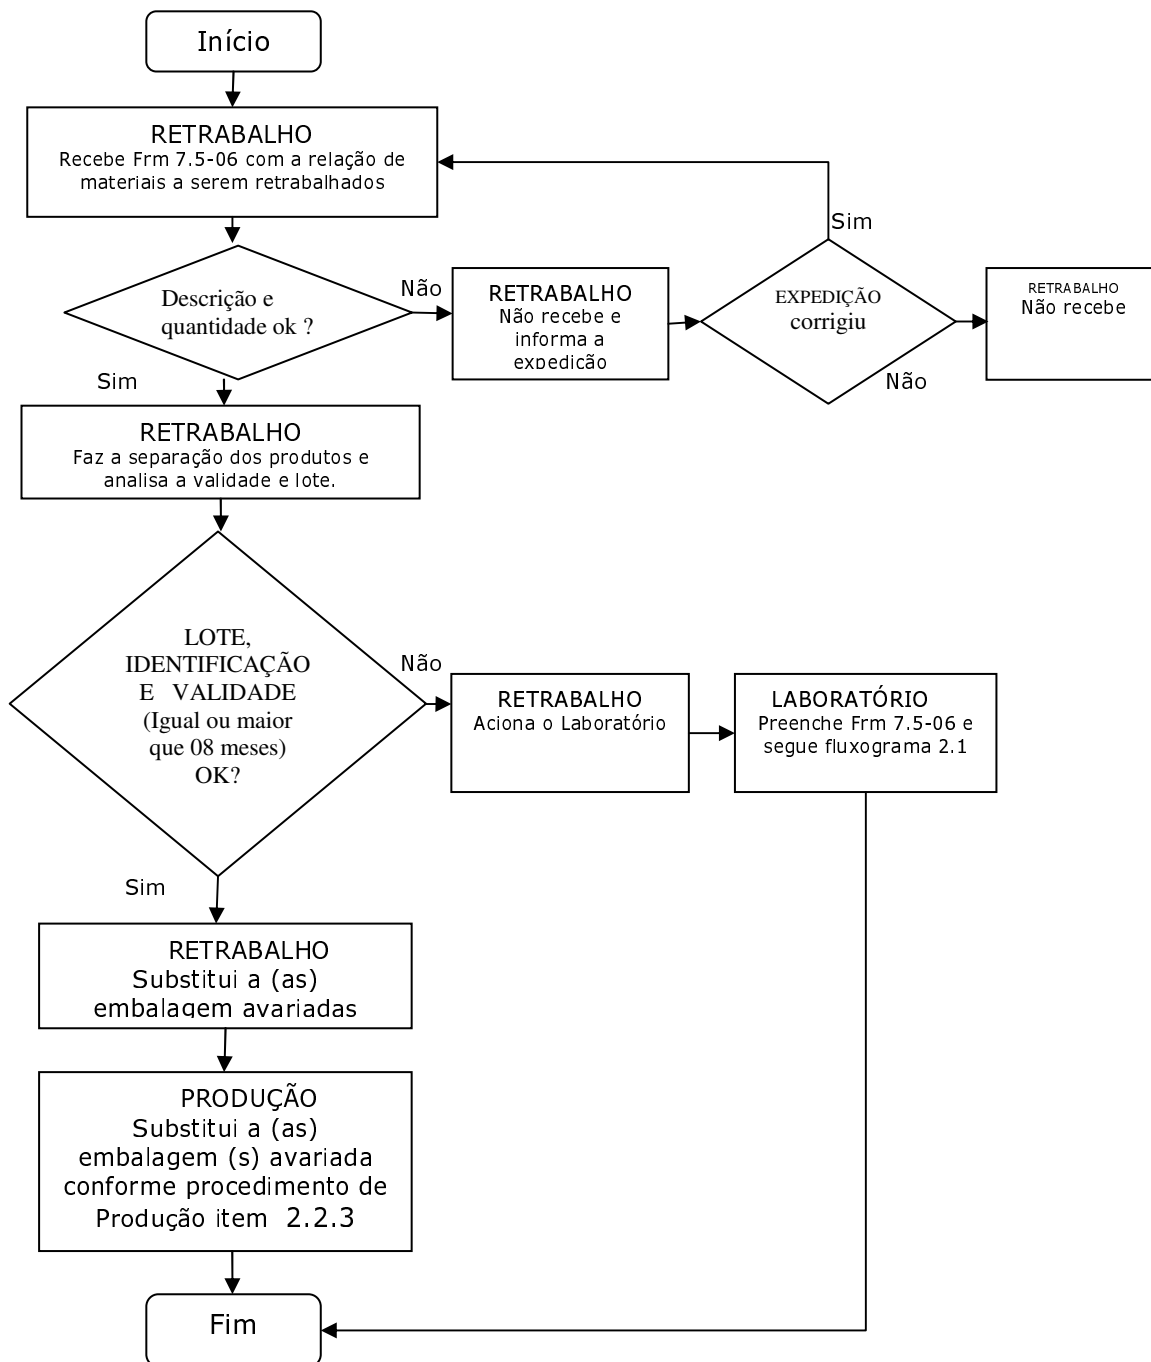 Início
RETRABALHO
Recebe Frm 7.5-06 com a relação de
materiais a serem retrabalhados
Sim
Descrição e
quantidade ok ?
Não
RETRABALHO
Não recebe e
informa a
expedição
EXPEDIÇÃO
corrigiu
RETRABALHO
Não recebe
Não
Sim
RETRABALHO
Faz a separação dos produtos e
analisa a validade e lote.
LOTE,
IDENTIFICAÇÃO
E VALIDADE
(Igual ou maior
que 08 meses)
OK?
Não
RETRABALHO
Aciona o Laboratório
LABORATÓRIO
Preenche Frm 7.5-06 e
segue fluxograma 2.1
Sim
RETRABALHO
Substitui a (as)
embalagem avariadas
PRODUÇÃO
Substitui a (as)
embalagem (s) avariada
conforme procedimento de
Produção item 2.2.3
Fim